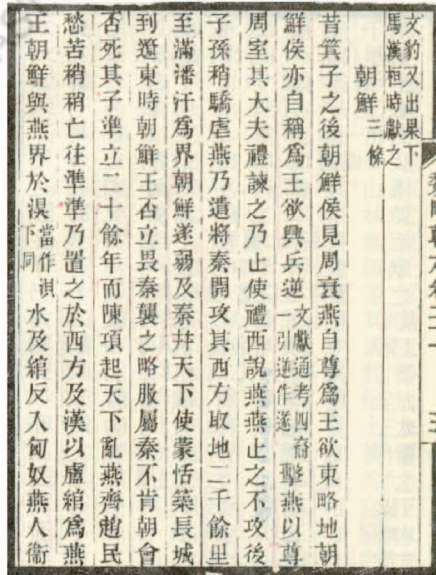 文豹又出果下
馬漢桓時獻之
朝鮮三條
昔箕子之後朝鮮侯見周衰燕自尊爲王欲東略地朝
鮮侯亦自稱爲王欲興兵逆文獻通考四裔一引逆作遂擊燕以尊
周室其大夫禮諫之乃止使禮西說燕燕止之不攻後
子孫稍驕虐燕乃遣將秦開攻其西方取地二千餘里
至滿潘汗爲界朝鮮遂弱及秦并天下使蒙恬築長城
到遼東時朝鮮王否立畏秦襲之略服屬秦不肯朝會
否死其子準立二十餘年而陳項起天下亂燕齊趙民
愁苦稍稍亡往準準乃置之於西方及漢以盧綰爲燕
王朝鮮與燕界於湨當作浿下同水及綰反入匈奴燕人衞